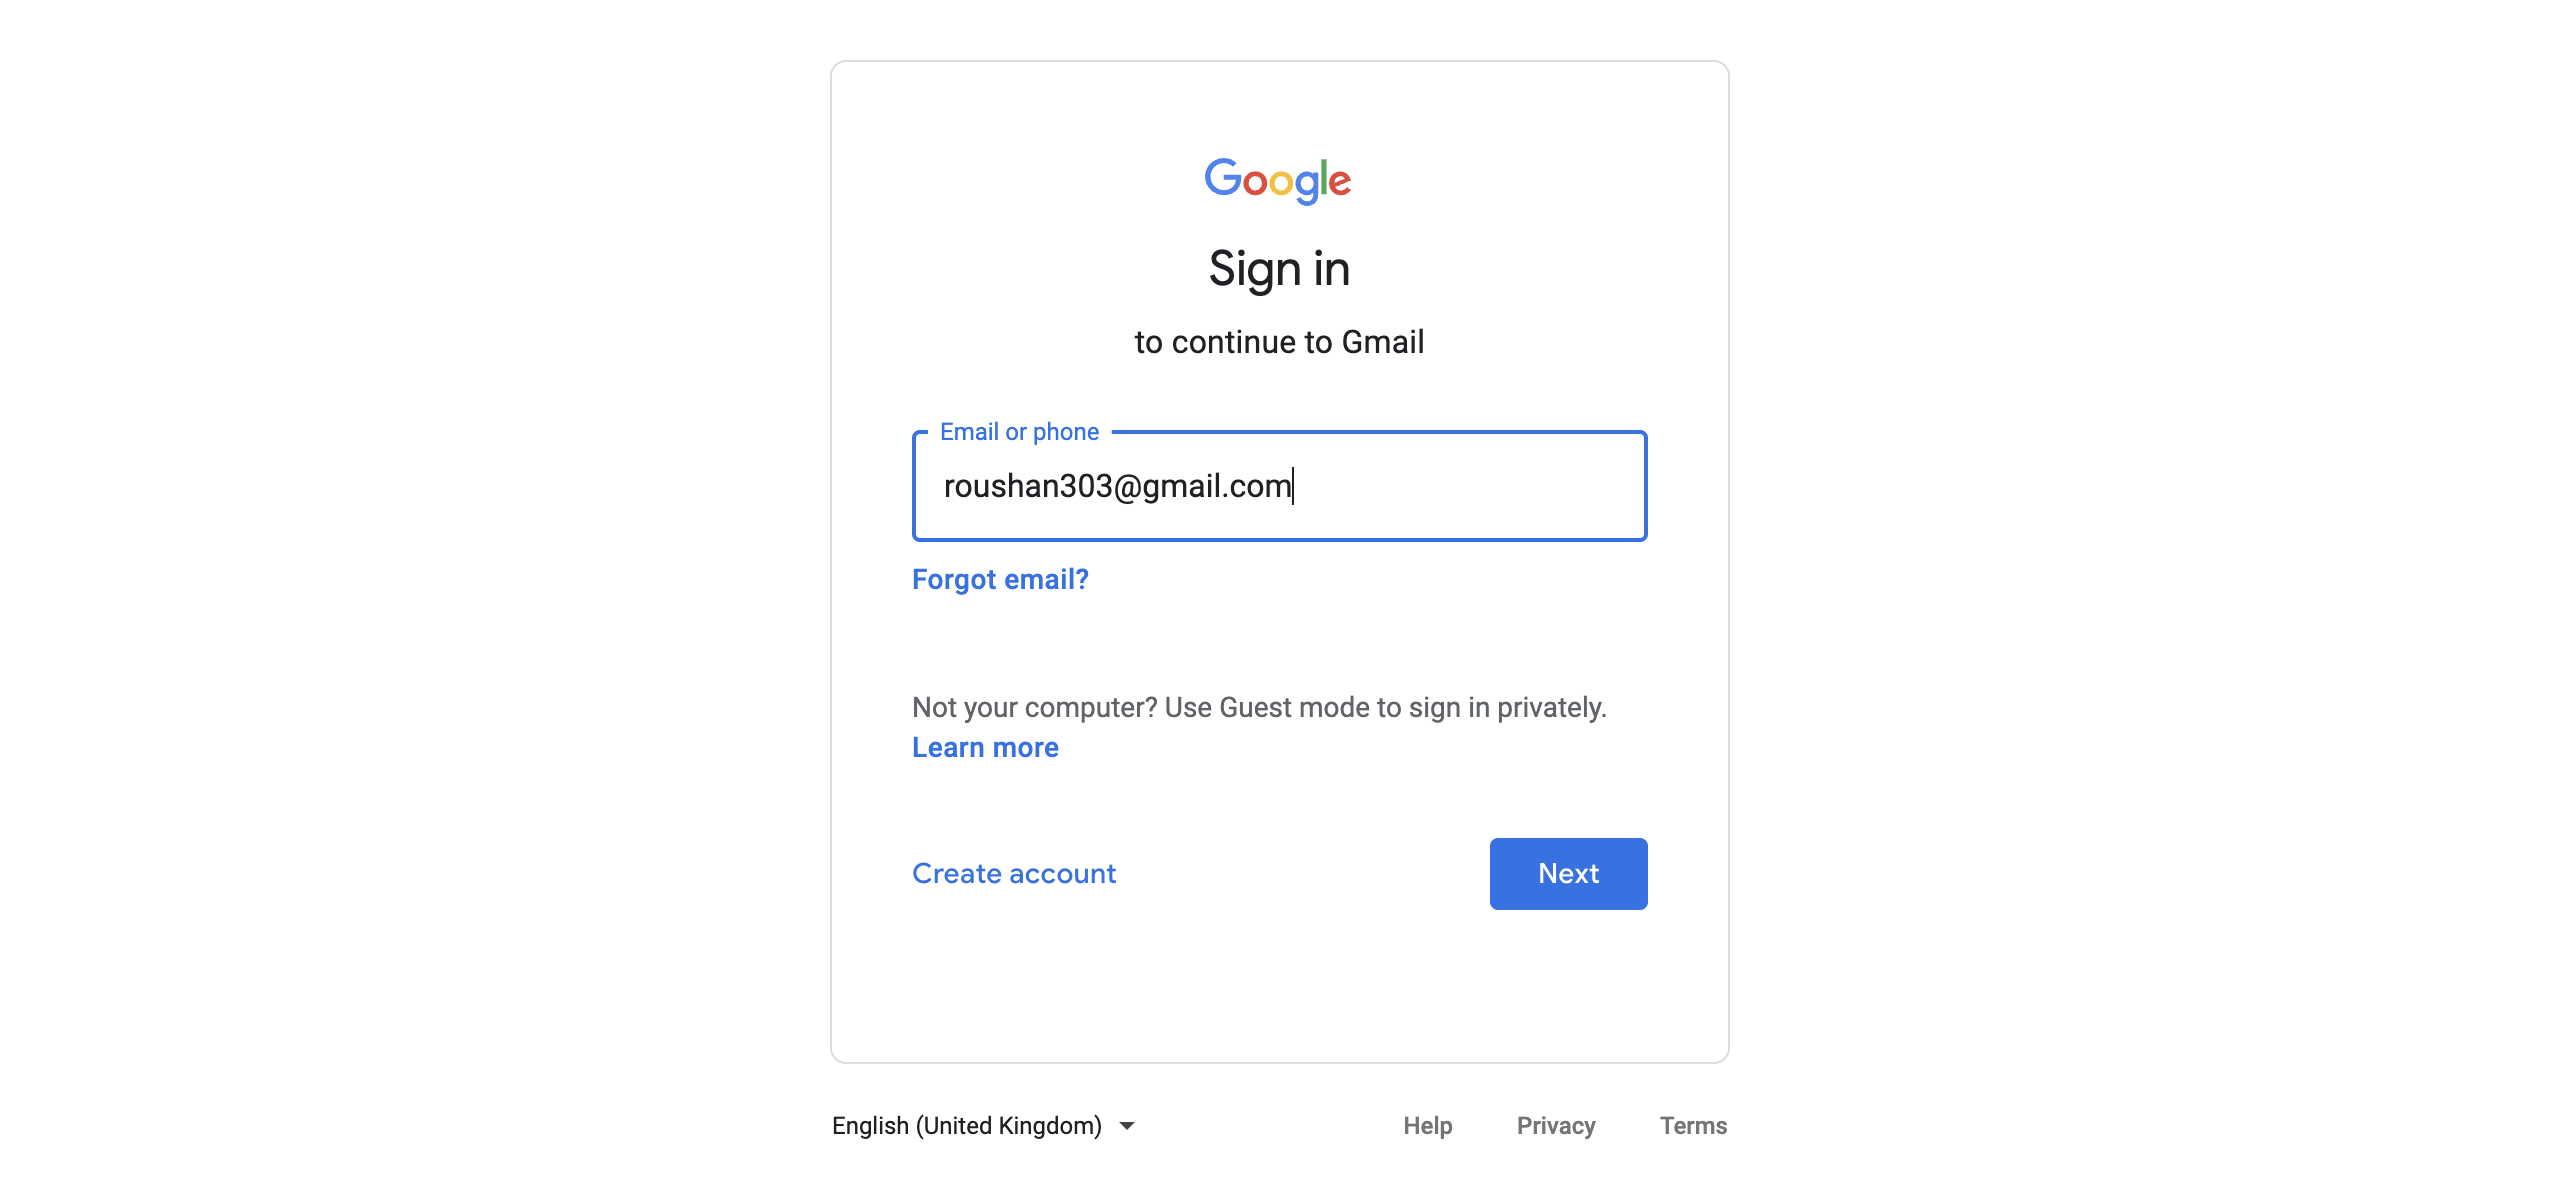 Google
Sign in
to continue to Gmail
Email or phone
roushan303@gmail.com
Forgot email?
Not your computer? Use Guest mode to sign in privately.
Learn more
Create account
Next
English (United Kingdom)
Help Privacy Terms